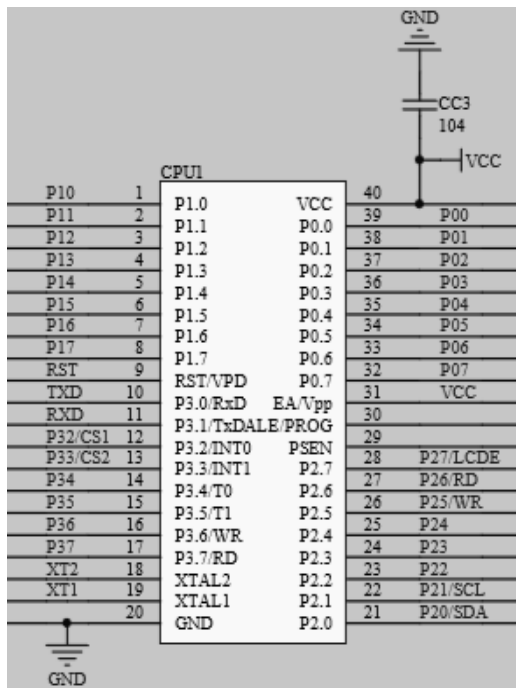 GND
CC3
104
VCC
CPU1
P10 1 P1.0 VCC 40
P11 2 P1.1 P0.0 39 P00
P12 3 P1.2 P0.1 38 P01
P13 4 P1.3 P0.2 37 P02
P14 5 P1.4 P0.3 36 P03
P15 6 P1.5 P0.4 35 P04
P16 7 P1.6 P0.5 34 P05
P17 8 P1.7 P0.6 33 P06
RST 9 RST/VPD P0.7 32 P07
TXD 10 P3.0/RxD EA/Vpp 31 VCC
RXD 11 P3.1/TxD ALE/PROG 30
P32/CS1 12 P3.2/INT0 PSEN 29
P33/CS2 13 P3.3/INT1 P2.7 28 P27/LCDE
P34 14 P3.4/T0 P2.6 27 P26/RD
P35 15 P3.5/T1 P2.5 26 P25/WR
P36 16 P3.6/WR P2.4 25 P24
P37 17 P3.7/RD P2.3 24 P23
XT2 18 XTAL2 P2.2 23 P22
XT1 19 XTAL1 P2.1 22 P21/SCL
20 GND P2.0 21 P20/SDA
GND